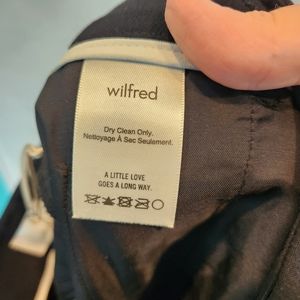 wilfred
Dry Clean Only.
Nettoyage À Sec Seulement.
A LITTLE LOVE
GOES A LONG WAY.